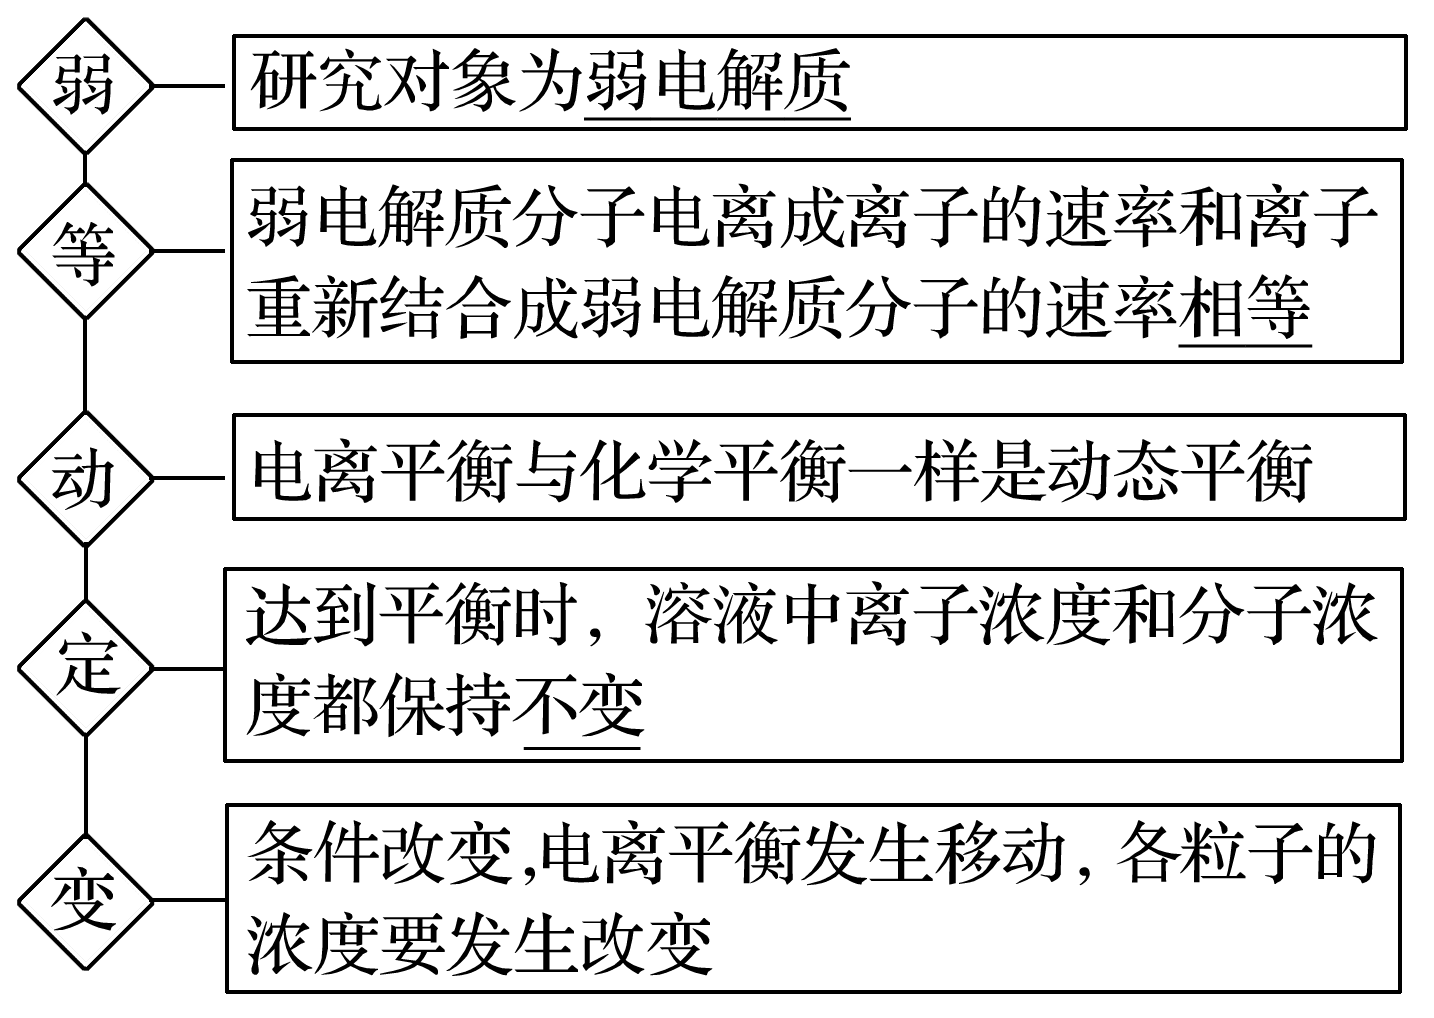 弱
研究对象为弱电解质
等
弱电解质分子电离成离子的速率和离子
重新结合成弱电解质分子的速率相等
动
电离平衡与化学平衡一样是动态平衡
定
达到平衡时，溶液中离子浓度和分子浓
度都保持不变
变
条件改变,电离平衡发生移动，各粒子的
浓度要发生改变